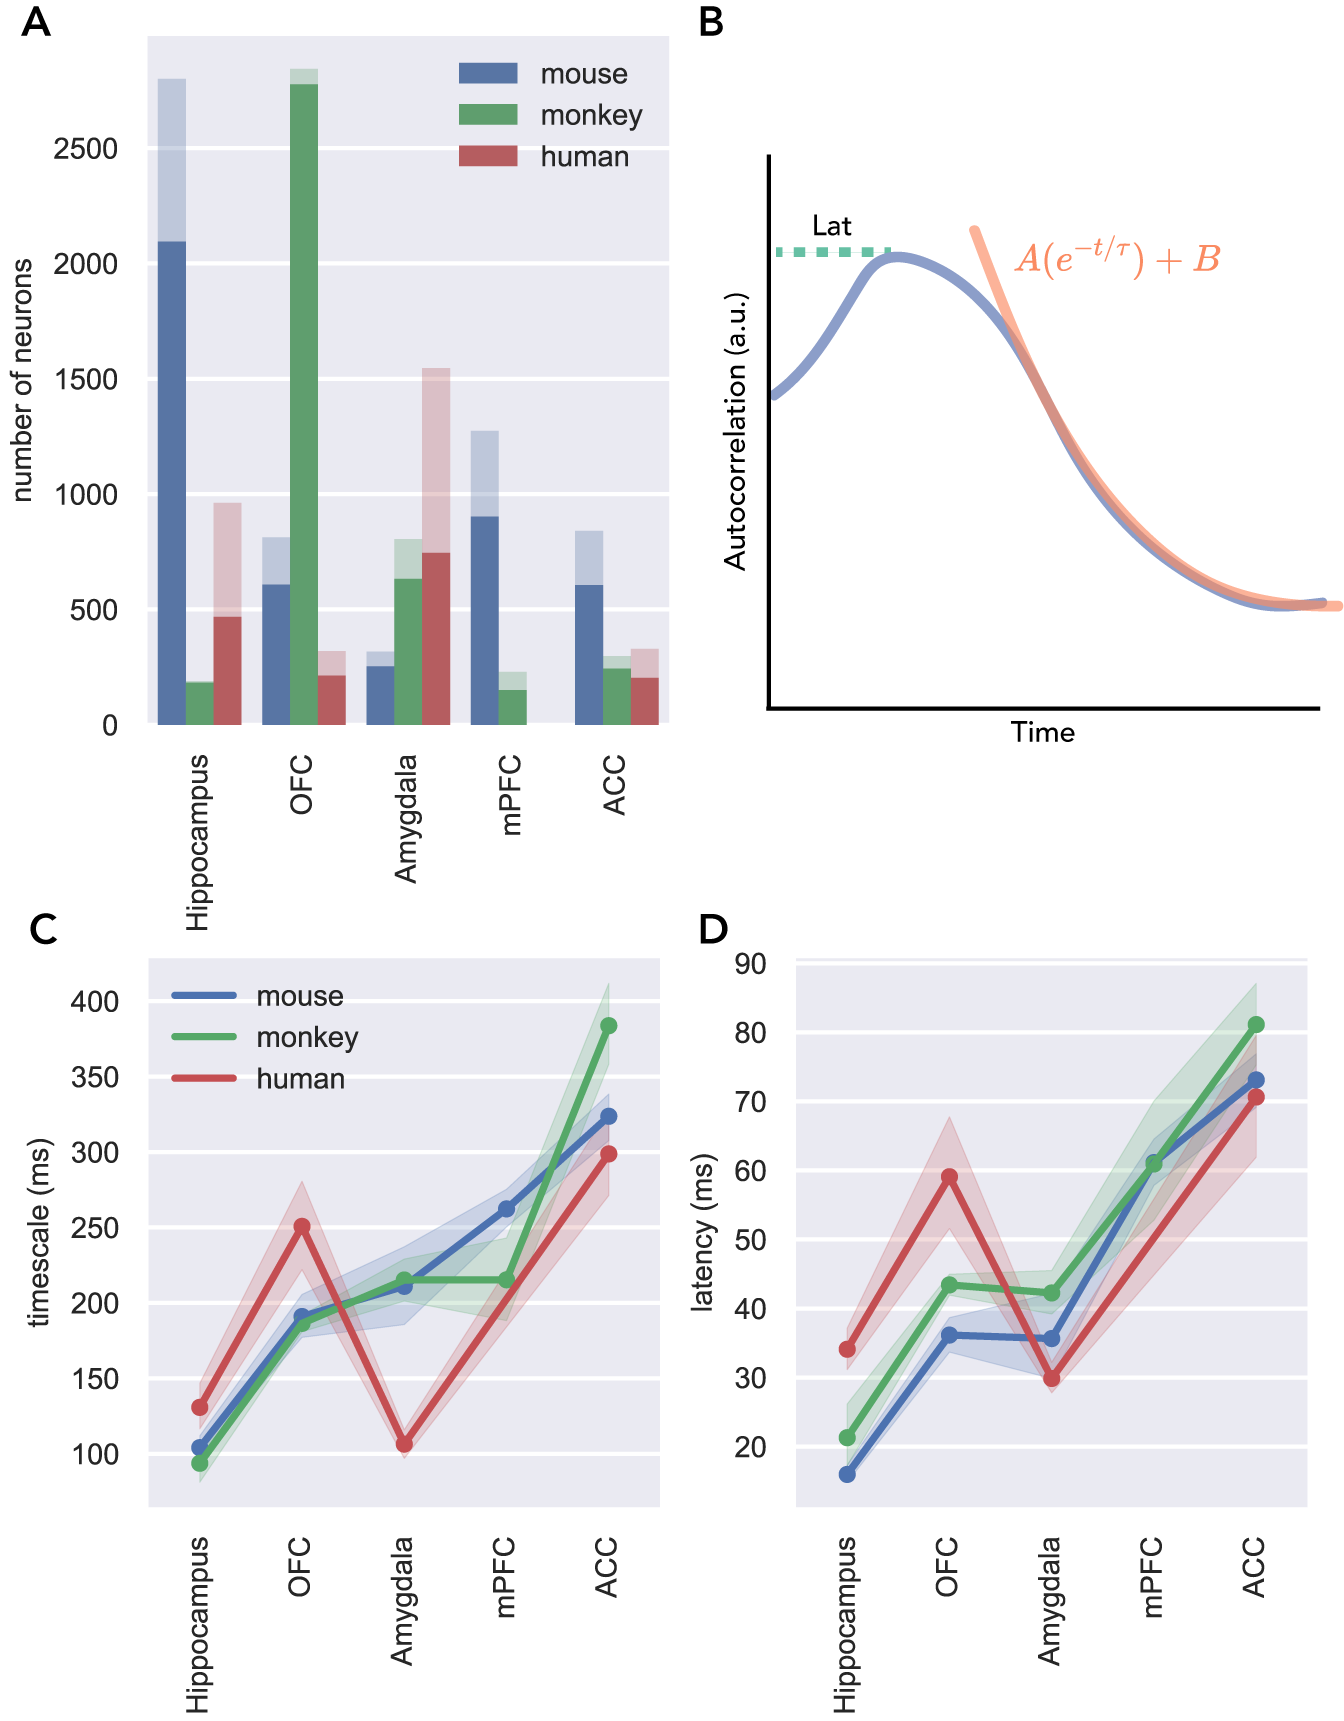 A
mouse
monkey
human
2500
2000
1500
1000
500
0
number of neurons
Hippocampus
OFC
Amygdala
mPFC
ACC
B
Lat
A(e^{-t/τ}) + B
Autocorrelation (a.u.)
Time
C
mouse
monkey
human
400
350
300
250
200
150
100
timescale (ms)
Hippocampus
OFC
Amygdala
mPFC
ACC
D
90
80
70
60
50
40
30
20
latency (ms)
Hippocampus
OFC
Amygdala
mPFC
ACC